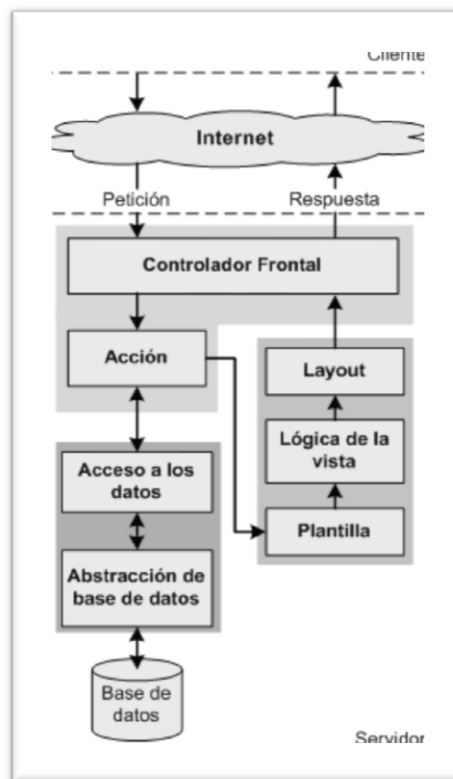 Cliente
Internet
Petición
Respuesta
Controlador Frontal
Acción
Layout
Lógica de la
vista
Acceso a los
datos
Plantilla
Abstracción de
base de datos
Base de
datos
Servidor